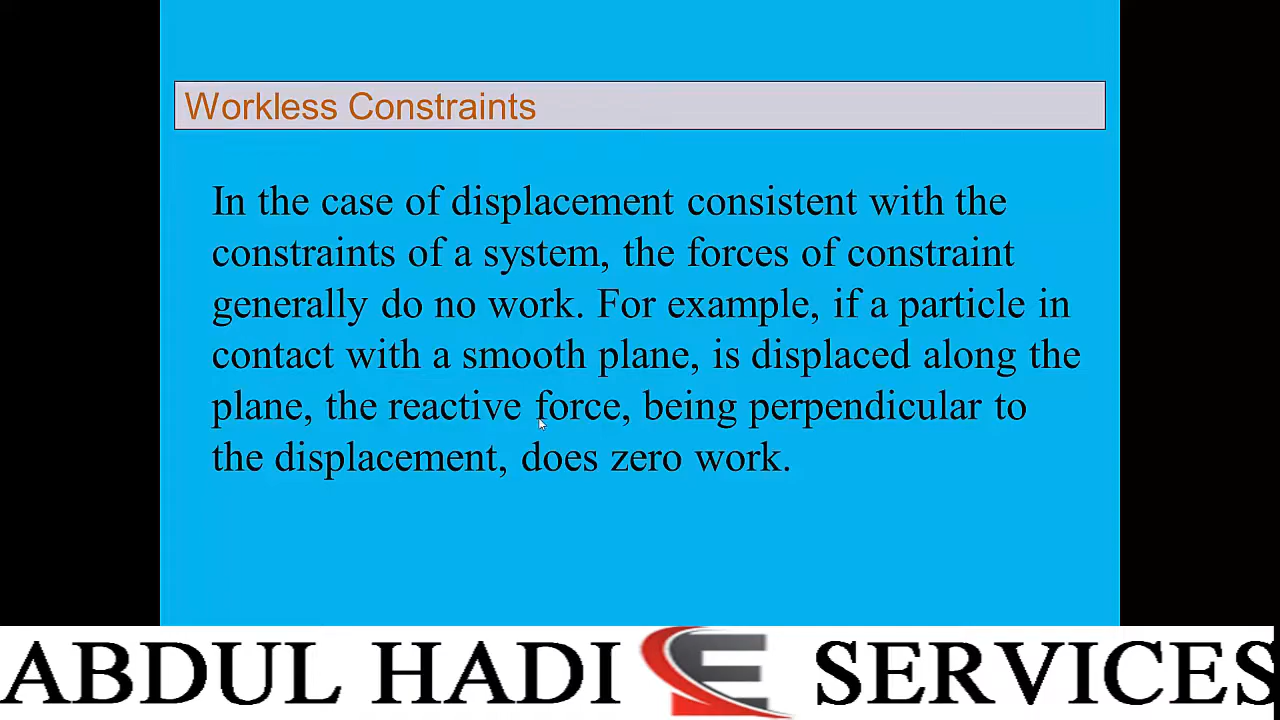 Workless Constraints
In the case of displacement consistent with the
constraints of a system, the forces of constraint
generally do no work. For example, if a particle in
contact with a smooth plane, is displaced along the
plane, the reactive force, being perpendicular to
the displacement, does zero work.
ABDUL HADI E SERVICES